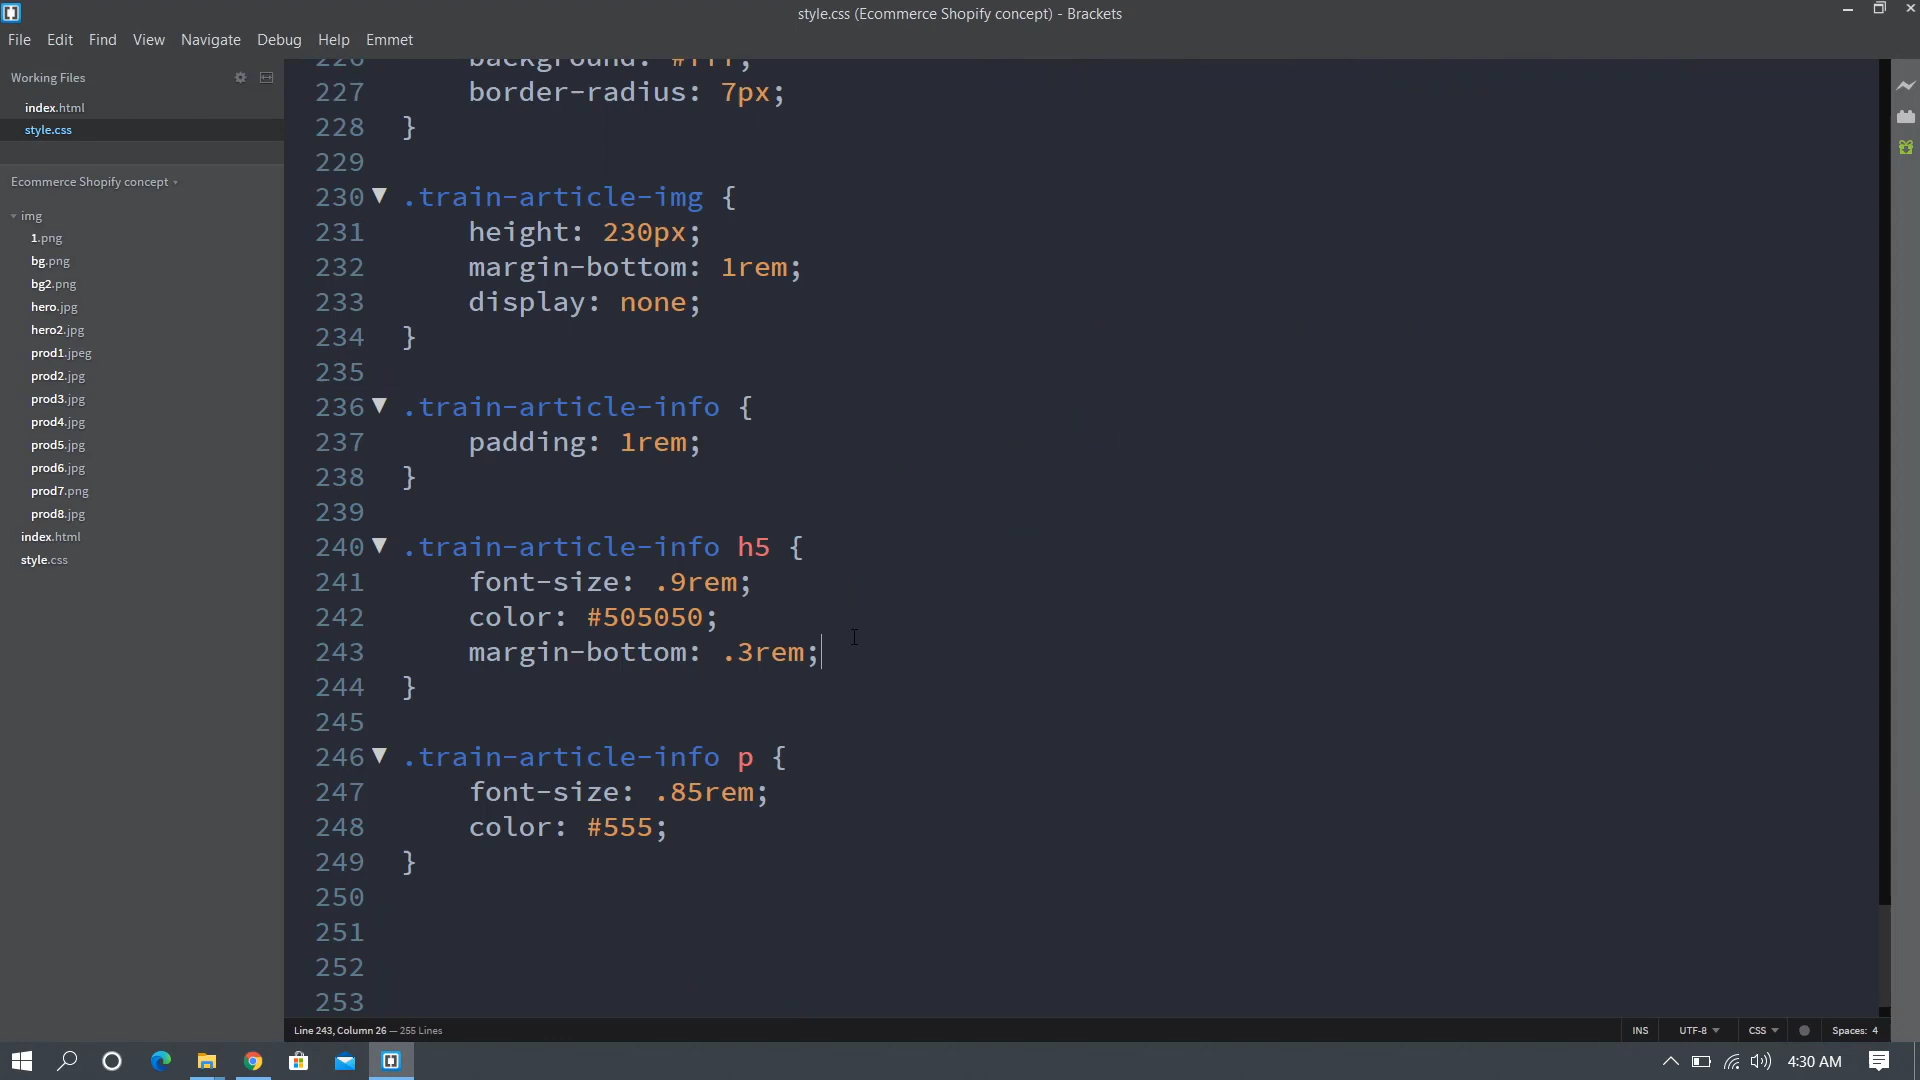 style.css (Ecommerce Shopify concept) - Brackets
File Edit Find View Navigate Debug Help Emmet
Working Files
index.html
style.css
Ecommerce Shopify concept
img
1.png
bg.png
bg2.png
hero.jpg
hero2.jpg
prod1.jpeg
prod2.jpg
prod3.jpg
prod4.jpg
prod5.jpg
prod6.jpg
prod7.png
prod8.jpg
index.html
style.css
226 background: #fff;
227 border-radius: 7px;
228 }
229
230 .train-article-img {
231 height: 230px;
232 margin-bottom: 1rem;
233 display: none;
234 }
235
236 .train-article-info {
237 padding: 1rem;
238 }
239
240 .train-article-info h5 {
241 font-size: .9rem;
242 color: #505050;
243 margin-bottom: .3rem;
244 }
245
246 .train-article-info p {
247 font-size: .85rem;
248 color: #555;
249 }
250
251
252
253
Line 243, Column 26 — 255 Lines
INS UTF-8 CSS Spaces: 4
4:30 AM